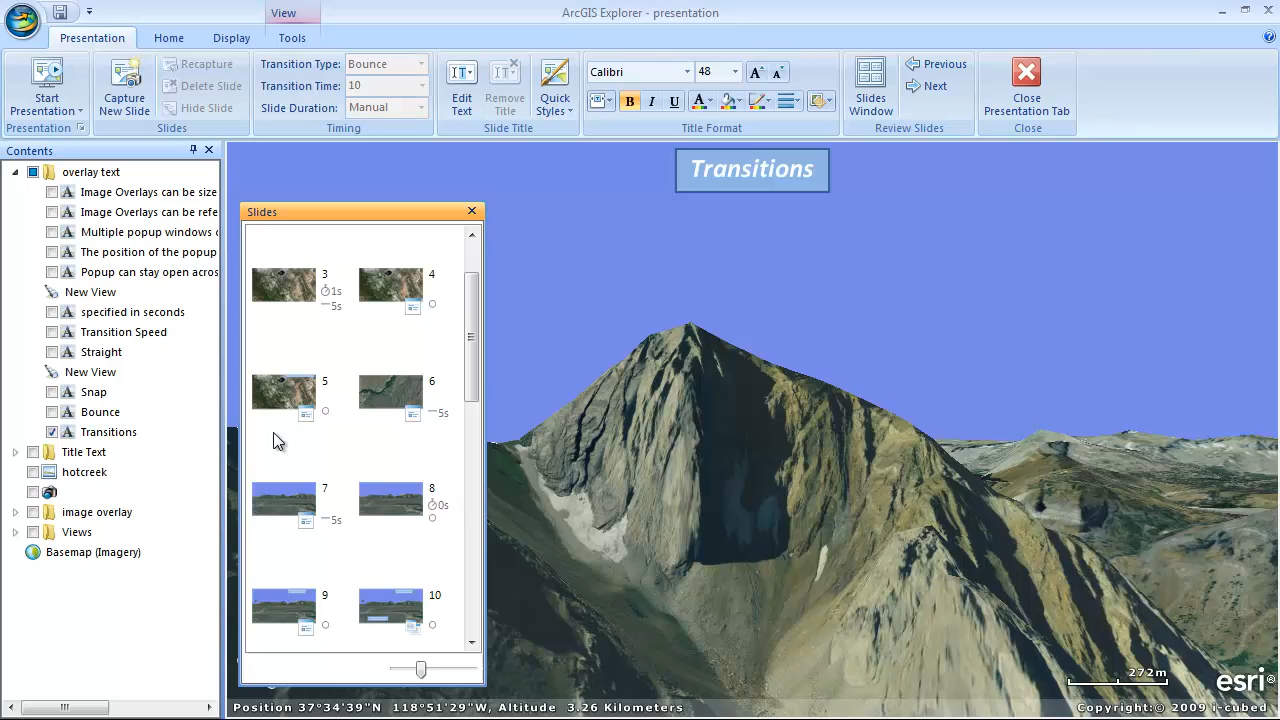 View
ArcGIS Explorer - presentation
Presentation
Home
Display
Tools
Start Presentation
Capture New Slide
Recapture
Delete Slide
Hide Slide
Transition Type: Bounce
Transition Time: 10
Slide Duration: Manual
Edit Text
Remove Title
Quick Styles
Calibri
48
B I U
Slides Window
Previous
Next
Close Presentation Tab
Presentation
Slides
Timing
Slide Title
Title Format
Review Slides
Close
Contents
overlay text
Image Overlays can be size
Image Overlays can be refe
Multiple popup windows c
The position of the popup
Popup can stay open acros
New View
specified in seconds
Transition Speed
Straight
New View
Snap
Bounce
Transitions
Title Text
hotcreek
image overlay
Views
Basemap (Imagery)
Transitions
Slides
3
1s
5s
4
5
6
5s
7
5s
8
0s
9
10
272m
esri
Position 37°34'39"N 118°51'29"W, Altitude 3.26 Kilometers
Copyright:© 2009 i-cubed